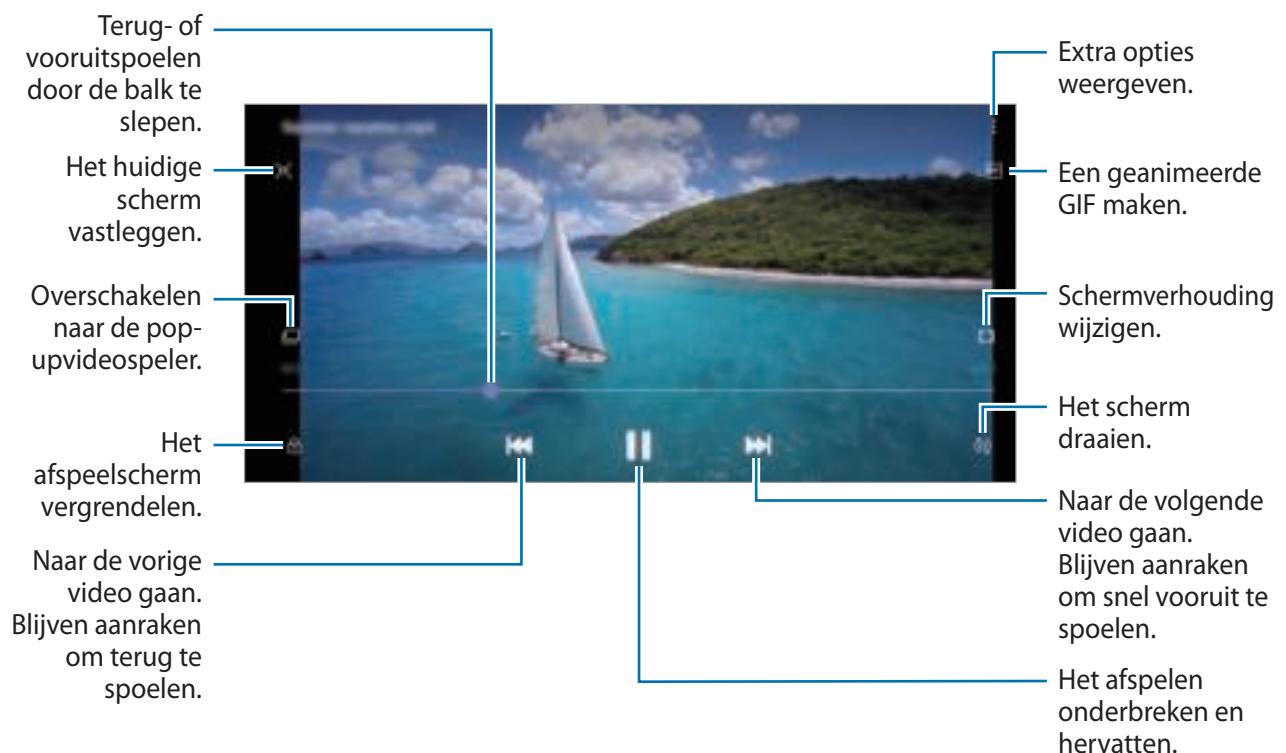 Terug- of
vooruitspoelen
door de balk te
slepen.
Het huidige
scherm
vastleggen.
Overschakelen
naar de pop-
upvideospeler.
Het
afspeelscherm
vergrendelen.
Naar de vorige
video gaan.
Blijven aanraken
om terug te
spoelen.
Extra opties
weergeven.
Een geanimeerde
GIF maken.
Schermverhouding
wijzigen.
Het scherm
draaien.
Naar de volgende
video gaan.
Blijven aanraken
om snel vooruit te
spoelen.
Het afspelen
onderbreken en
hervatten.